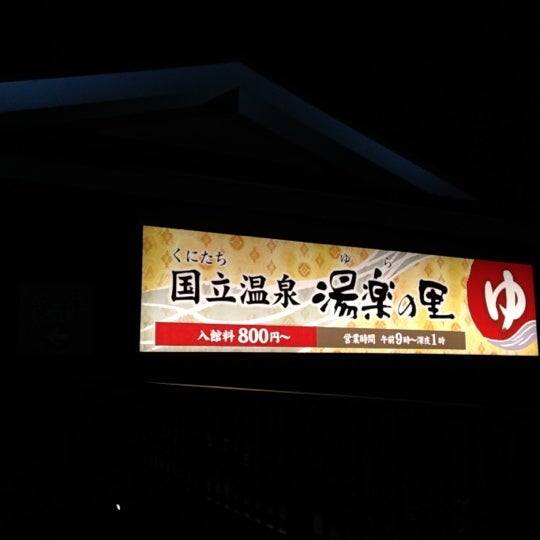 くにたち ゆ ら
国立温泉 湯楽の里 ゆ
入館料 800円～ 営業時間 午前9時～深夜1時